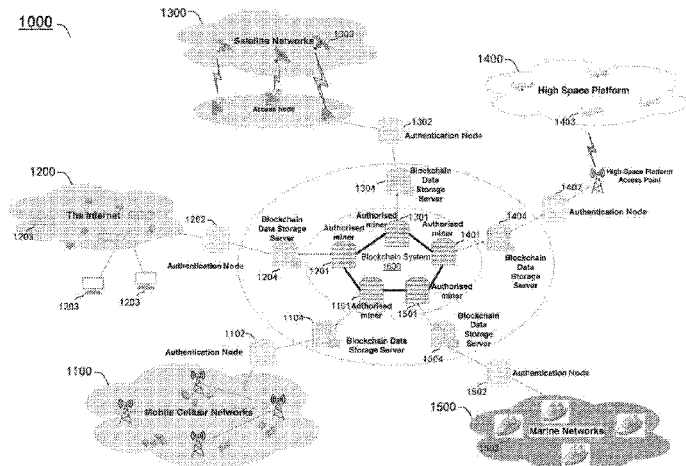 1000
1300
Satellite Networks
1303
Access Node
1302
Authentication Node
1400
High Space Platform
1403
High Space Platform
Access Point
1402
Authentication Node
1304
Blockchain
Data
Storage
Server
1200
The Internet
1203
1202
Authentication Node
1203
1203
Blockchain
Data Storage
Server
1204
Authorised
miner
1201
Authorised
miner
1301
Authorised
miner
1401
1404
Blockchain
Data Storage
Server
Blockchain System
1600
1101
Authorised
miner
Authorised
miner
1501
1104
Blockchain Data
Storage Server
Blockchain
Data Storage
Server
1504
1102
Authentication Node
1502
Authentication Node
1100
Mobile Celluar Networks
1500
Marine Networks